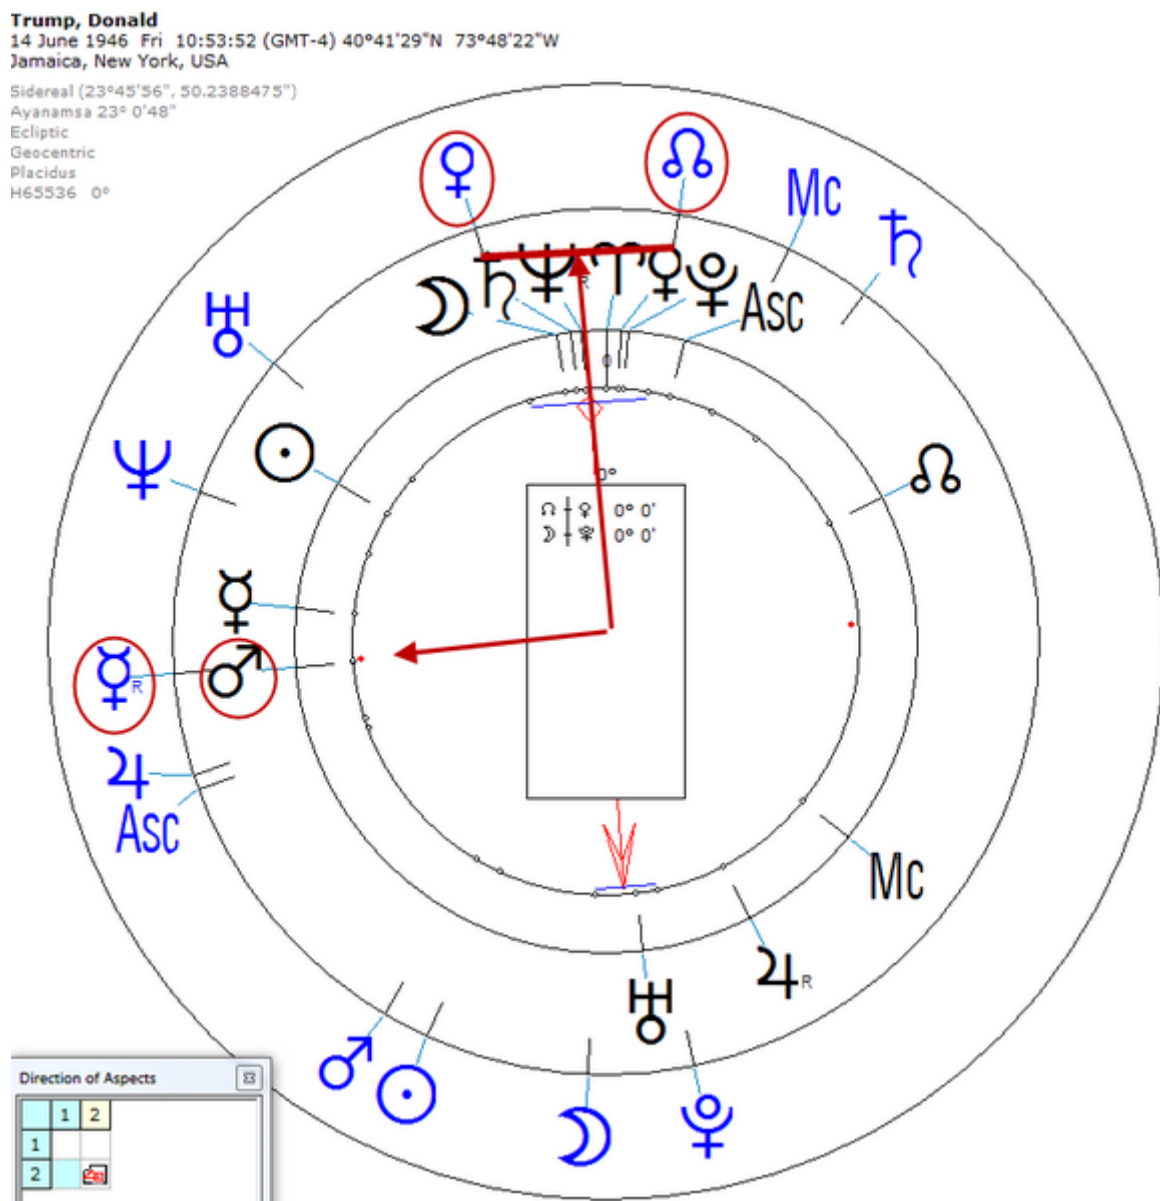 Trump, Donald
14 June 1946 Fri 10:53:52 (GMT-4) 40°41'29"N 73°48'22"W
Jamaica, New York, USA
Sidereal (23°45'56", 50.2388475")
Ayanamsa 23° 0'48"
Ecliptic
Geocentric
Placidus
H65536 0°
♀ ☊ Mc ♄
☽ ♄ ♆ R ♈ ♀ ♇ Asc
♅
0
☉
♆
☊
0°
☊ ♀ 0° 0'
☽ ♇ 0° 0'
☿
☿ R ♂
♃
Asc
Mc
♃ R
♅
♂ ☉ ☽ ♇
Direction of Aspects
1 2
1
2